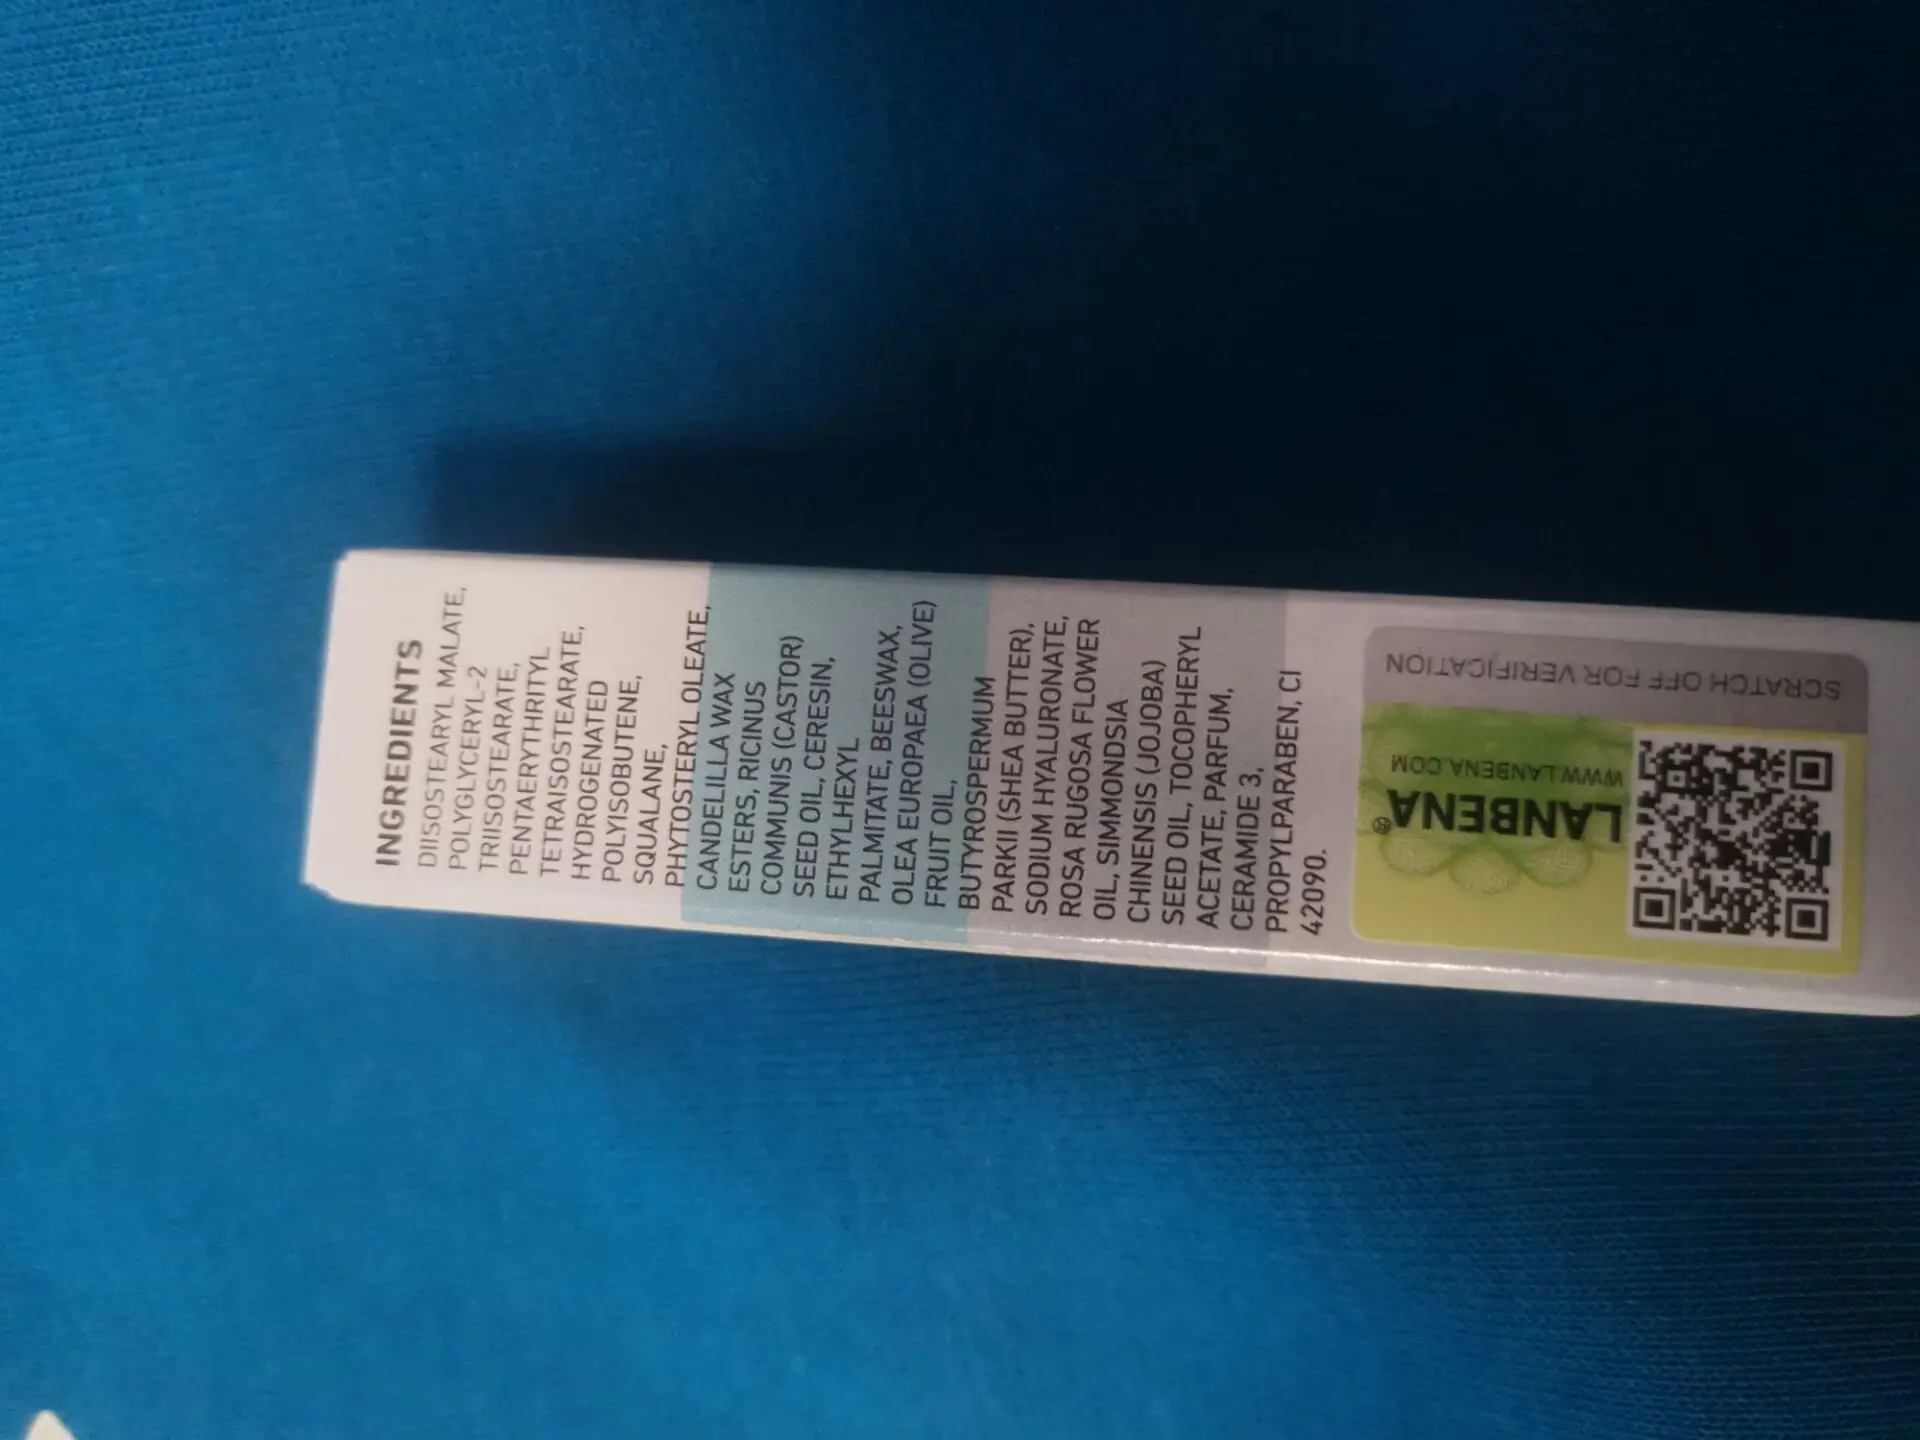 INGREDIENTS
DIISOSTEARYL MALATE,
POLYGLYCERYL-2
TRIISOSTEARATE,
PENTAERYTHRITYL
TETRAISOSTEARATE,
HYDROGENATED
POLYISOBUTENE,
SQUALANE,
PHYTOSTERYL OLEATE,
CANDELILLA WAX
ESTERS, RICINUS
COMMUNIS (CASTOR)
SEED OIL, CERESIN,
ETHYLHEXYL
PALMITATE, BEESWAX,
OLEA EUROPAEA (OLIVE)
FRUIT OIL,
BUTYROSPERMUM
PARKII (SHEA BUTTER),
SODIUM HYALURONATE,
ROSA RUGOSA FLOWER
OIL, SIMMONDSIA
CHINENSIS (JOJOBA)
SEED OIL, TOCOPHERYL
ACETATE, PARFUM,
CERAMIDE 3,
PROPYLPARABEN, CI
42090.
LANBENA®
WWW.LANBENA.COM
SCRATCH OFF FOR VERIFICATION